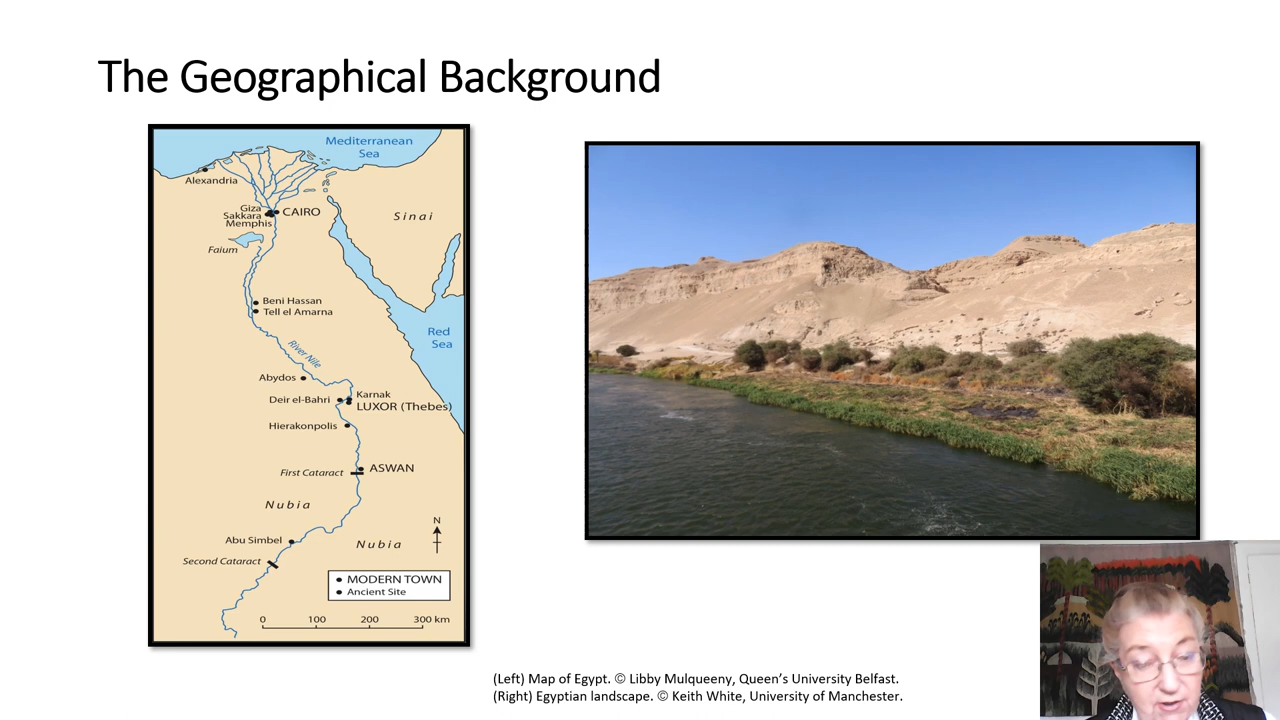 The Geographical Background
Mediterranean
Sea
Alexandria
Giza
Sakkara
Memphis
CAIRO
Sinai
Faium
Beni Hassan
Tell el Amarna
Red
Sea
River Nile
Abydos
Karnak
Deir el-Bahri
LUXOR (Thebes)
Hierakonpolis
First Cataract
ASWAN
Nubia
N
Abu Simbel
Nubia
Second Cataract
MODERN TOWN
Ancient Site
0 100 200 300 km
(Left) Map of Egypt. © Libby Mulqueeny, Queen’s University Belfast.
(Right) Egyptian landscape. © Keith White, University of Manchester.